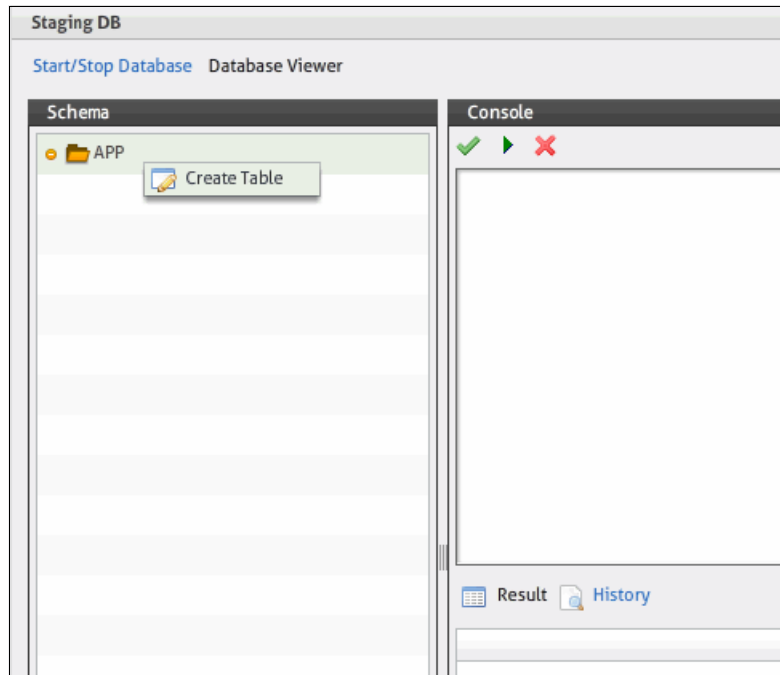 Staging DB
Start/Stop Database Database Viewer
Schema
Console
APP
Create Table
Result History